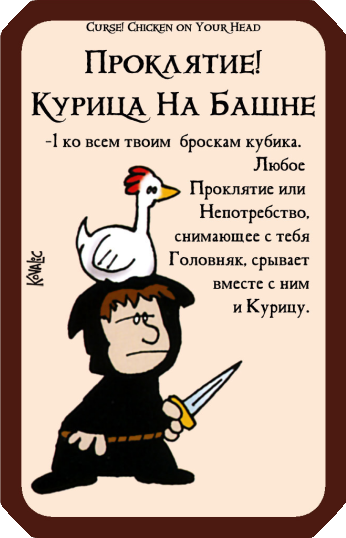 Curse! Chicken on Your Head
Проклятие!
Курица На Башне
-1 ко всем твоим броскам кубика.
Любое
Проклятие или
Непотребство,
снимающее с тебя
Головняк, срывает
вместе с ним
и Курицу.
Kovalic